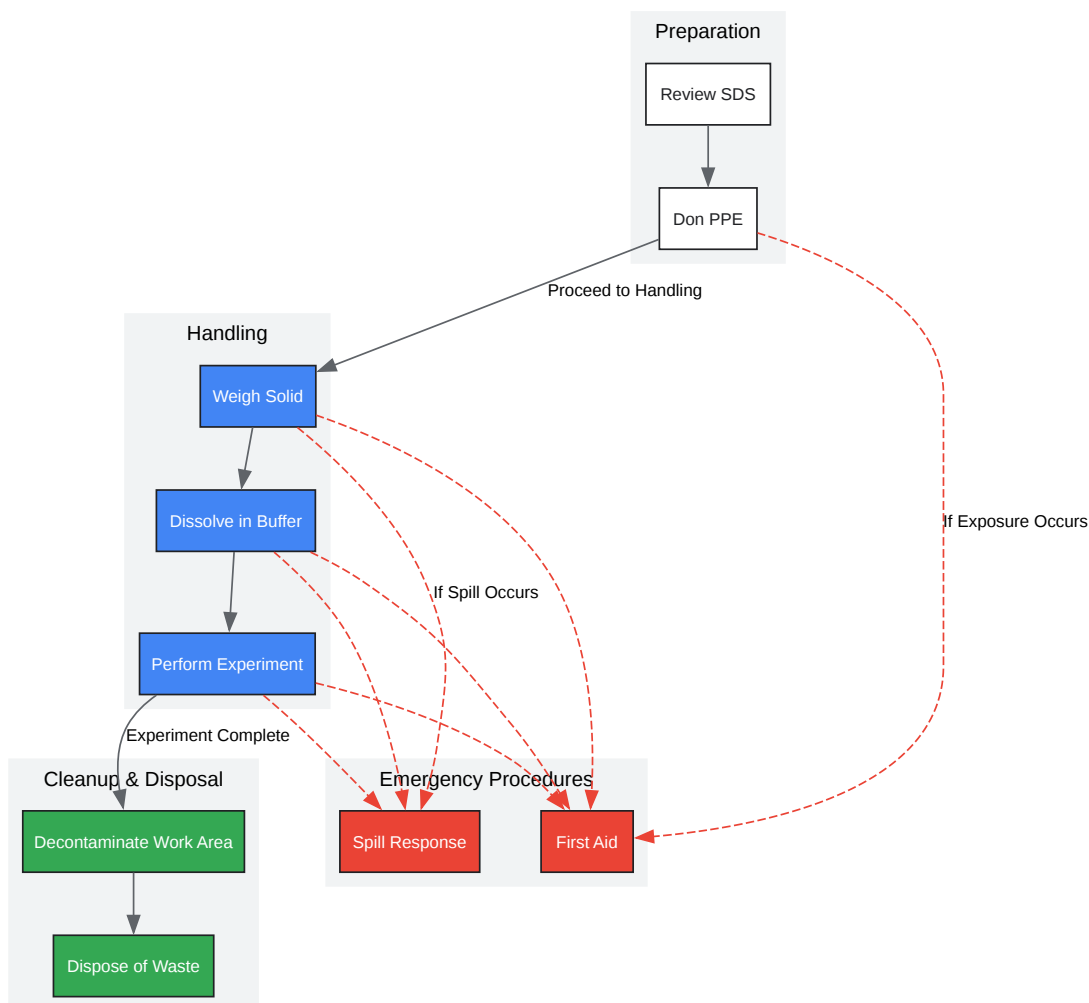 Preparation
Review SDS
Don PPE
Proceed to Handling
Handling
Weigh Solid
Dissolve in Buffer
If Exposure Occurs
If Spill Occurs
Perform Experiment
Experiment Complete
Cleanup & Disposal
Emergency Procedures
Decontaminate Work Area
Spill Response
First Aid
Dispose of Waste